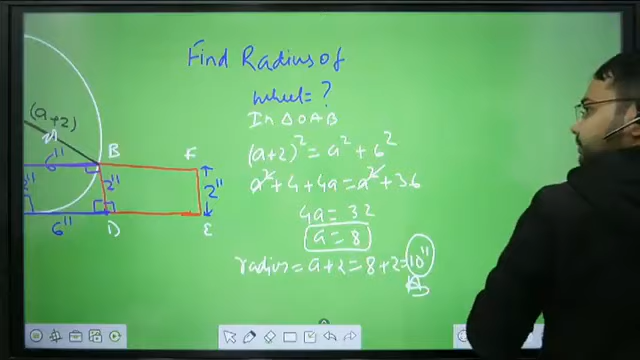 Find Radius of
wheel = ?
In △OAB
(a+2)² = a² + 6²
a² + 4 + 4a = a² + 36
4a = 32
a = 8
radius = a+2 = 8+2 = 10"
(a+2)
6"
B
F
2"
2"
6"
D
E